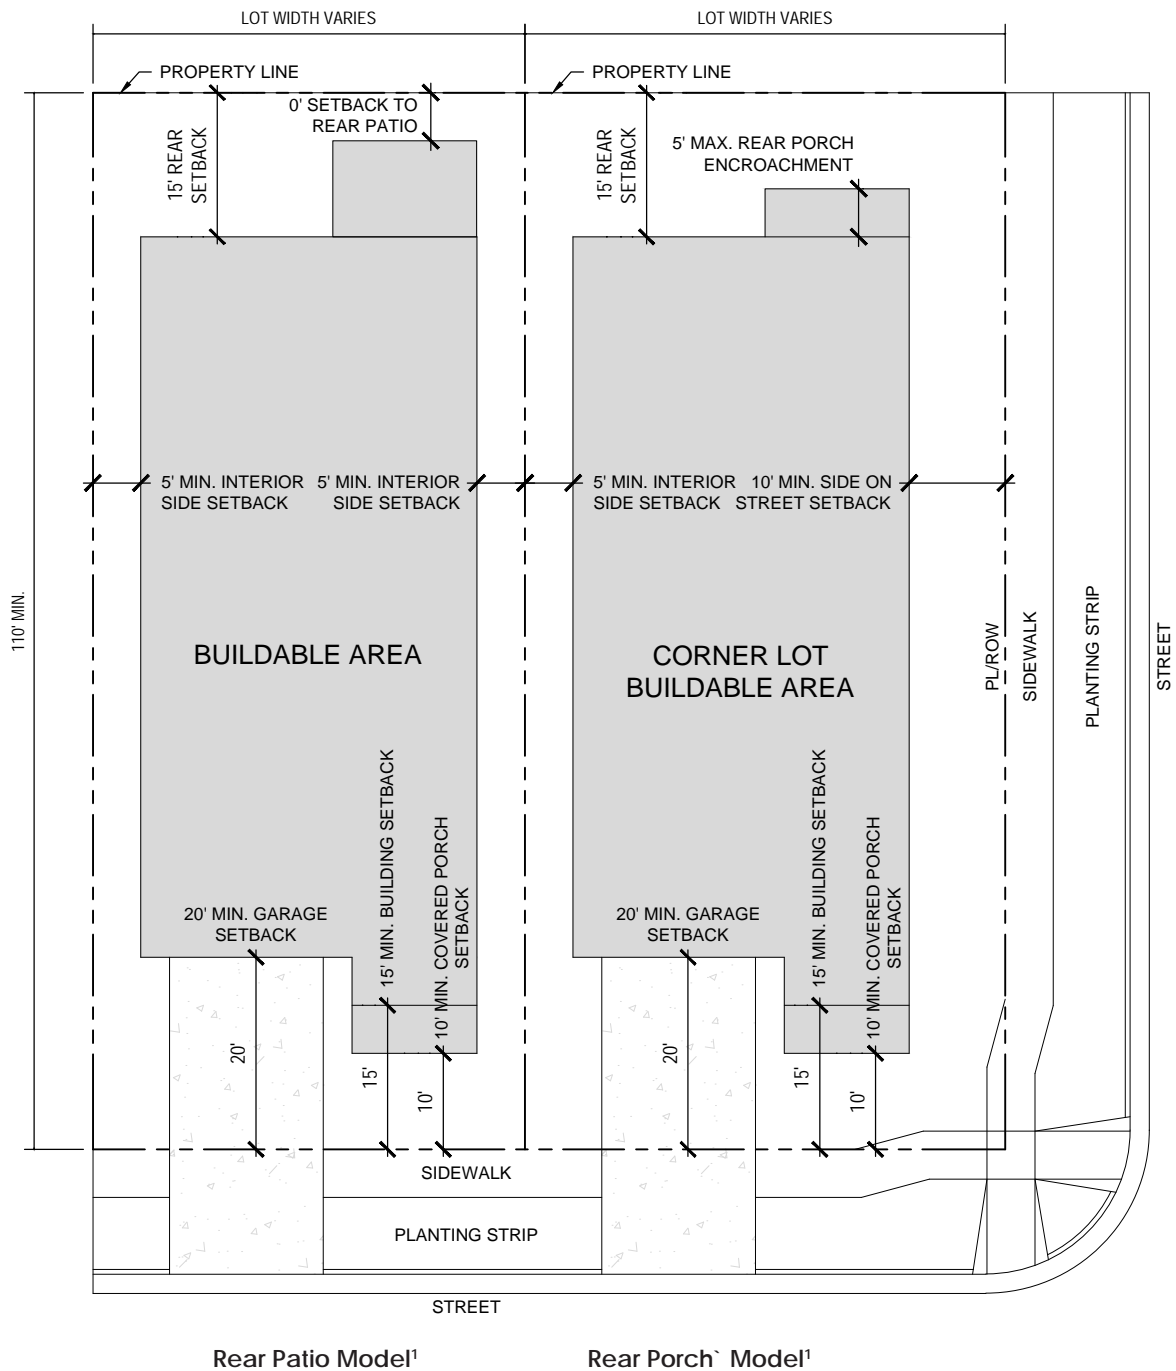 LOT WIDTH VARIES
LOT WIDTH VARIES
PROPERTY LINE
PROPERTY LINE
0' SETBACK TO
REAR PATIO
15' REAR
SETBACK
15' REAR
SETBACK
5' MAX. REAR PORCH
ENCROACHMENT
5' MIN. INTERIOR
SIDE SETBACK
5' MIN. INTERIOR
SIDE SETBACK
5' MIN. INTERIOR
SIDE SETBACK
10' MIN. SIDE ON
STREET SETBACK
110' MIN.
BUILDABLE AREA
CORNER LOT
BUILDABLE AREA
PL/ROW
SIDEWALK
PLANTING STRIP
STREET
20' MIN. GARAGE
SETBACK
15' MIN. BUILDING SETBACK
10' MIN. COVERED PORCH
SETBACK
20' MIN. GARAGE
SETBACK
15' MIN. BUILDING SETBACK
10' MIN. COVERED PORCH
SETBACK
20'
15'
10'
20'
15'
10'
SIDEWALK
PLANTING STRIP
STREET
Rear Patio Model¹
Rear Porch` Model¹